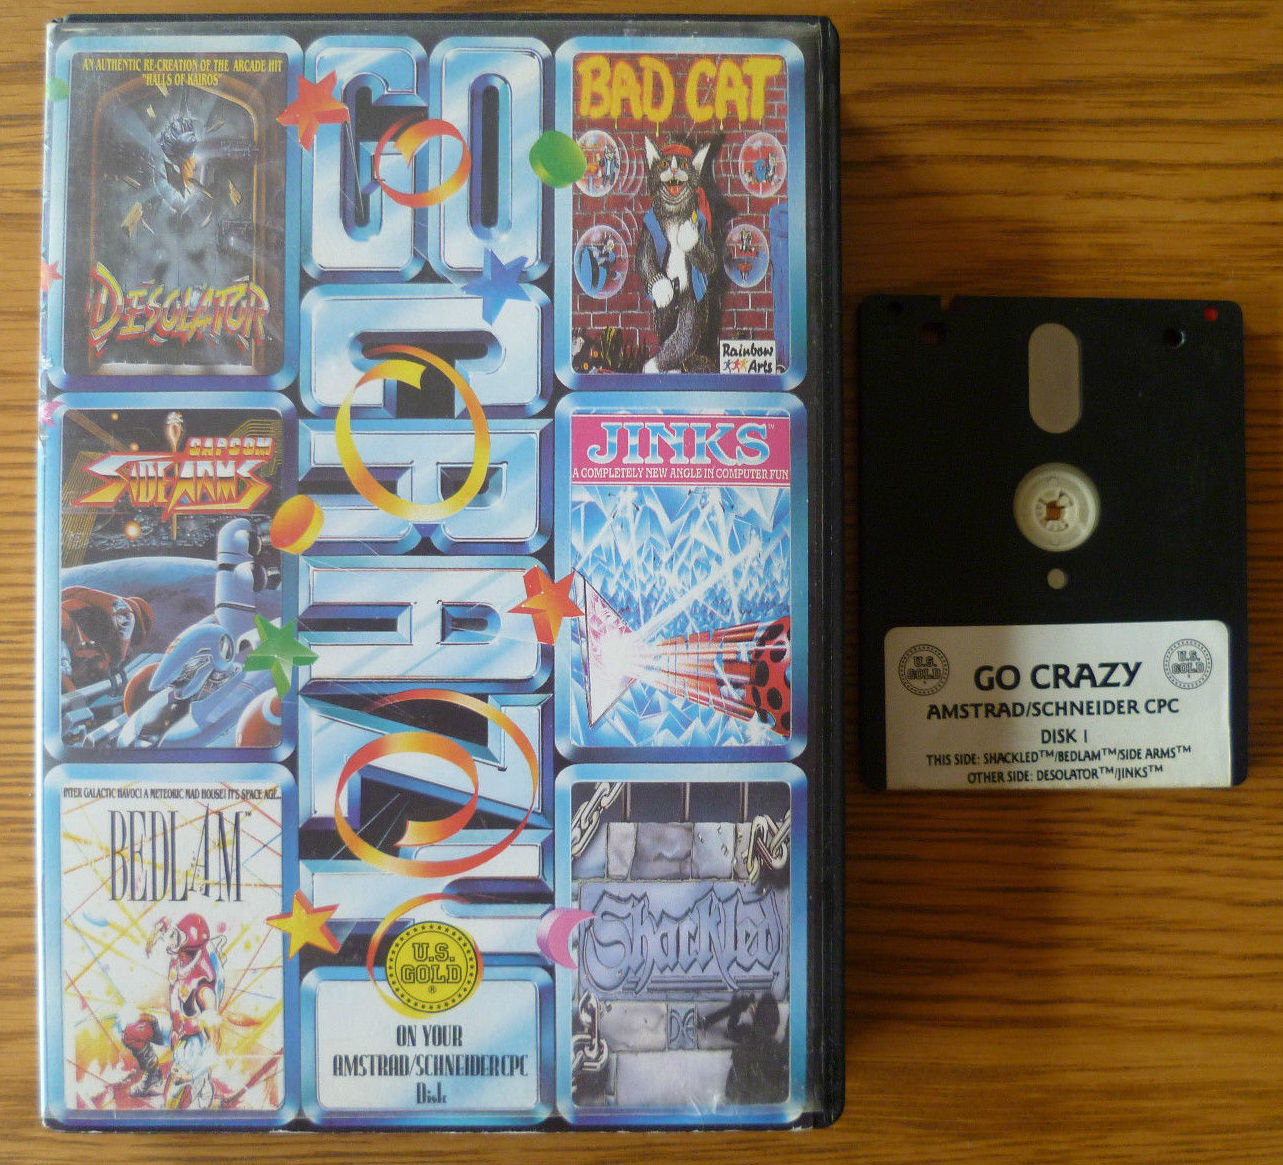 AN AUTHENTIC RE-CREATION OF THE ARCADE HIT
"HALLS OF KAIROS"
DESOLATOR
GO CRAZY
BAD CAT
Rainbow
Arts
CAPCOM
SIDE ARMS
JINKS™
A COMPLETELY NEW ANGLE IN COMPUTER FUN
INTER GALACTIC HAVOC! A METEORIC MAD HOUSE! IT'S SPACE AGE...
BEDLAM™
Shackled
U.S.
GOLD
®
ON YOUR
AMSTRAD/SCHNEIDER CPC
Disk
U.S.
GOLD
U.S.
GOLD
GO CRAZY
AMSTRAD/SCHNEIDER CPC
DISK 1
THIS SIDE: SHACKLED™/BEDLAM™/SIDE ARMS™
OTHER SIDE: DESOLATOR™/JINKS™